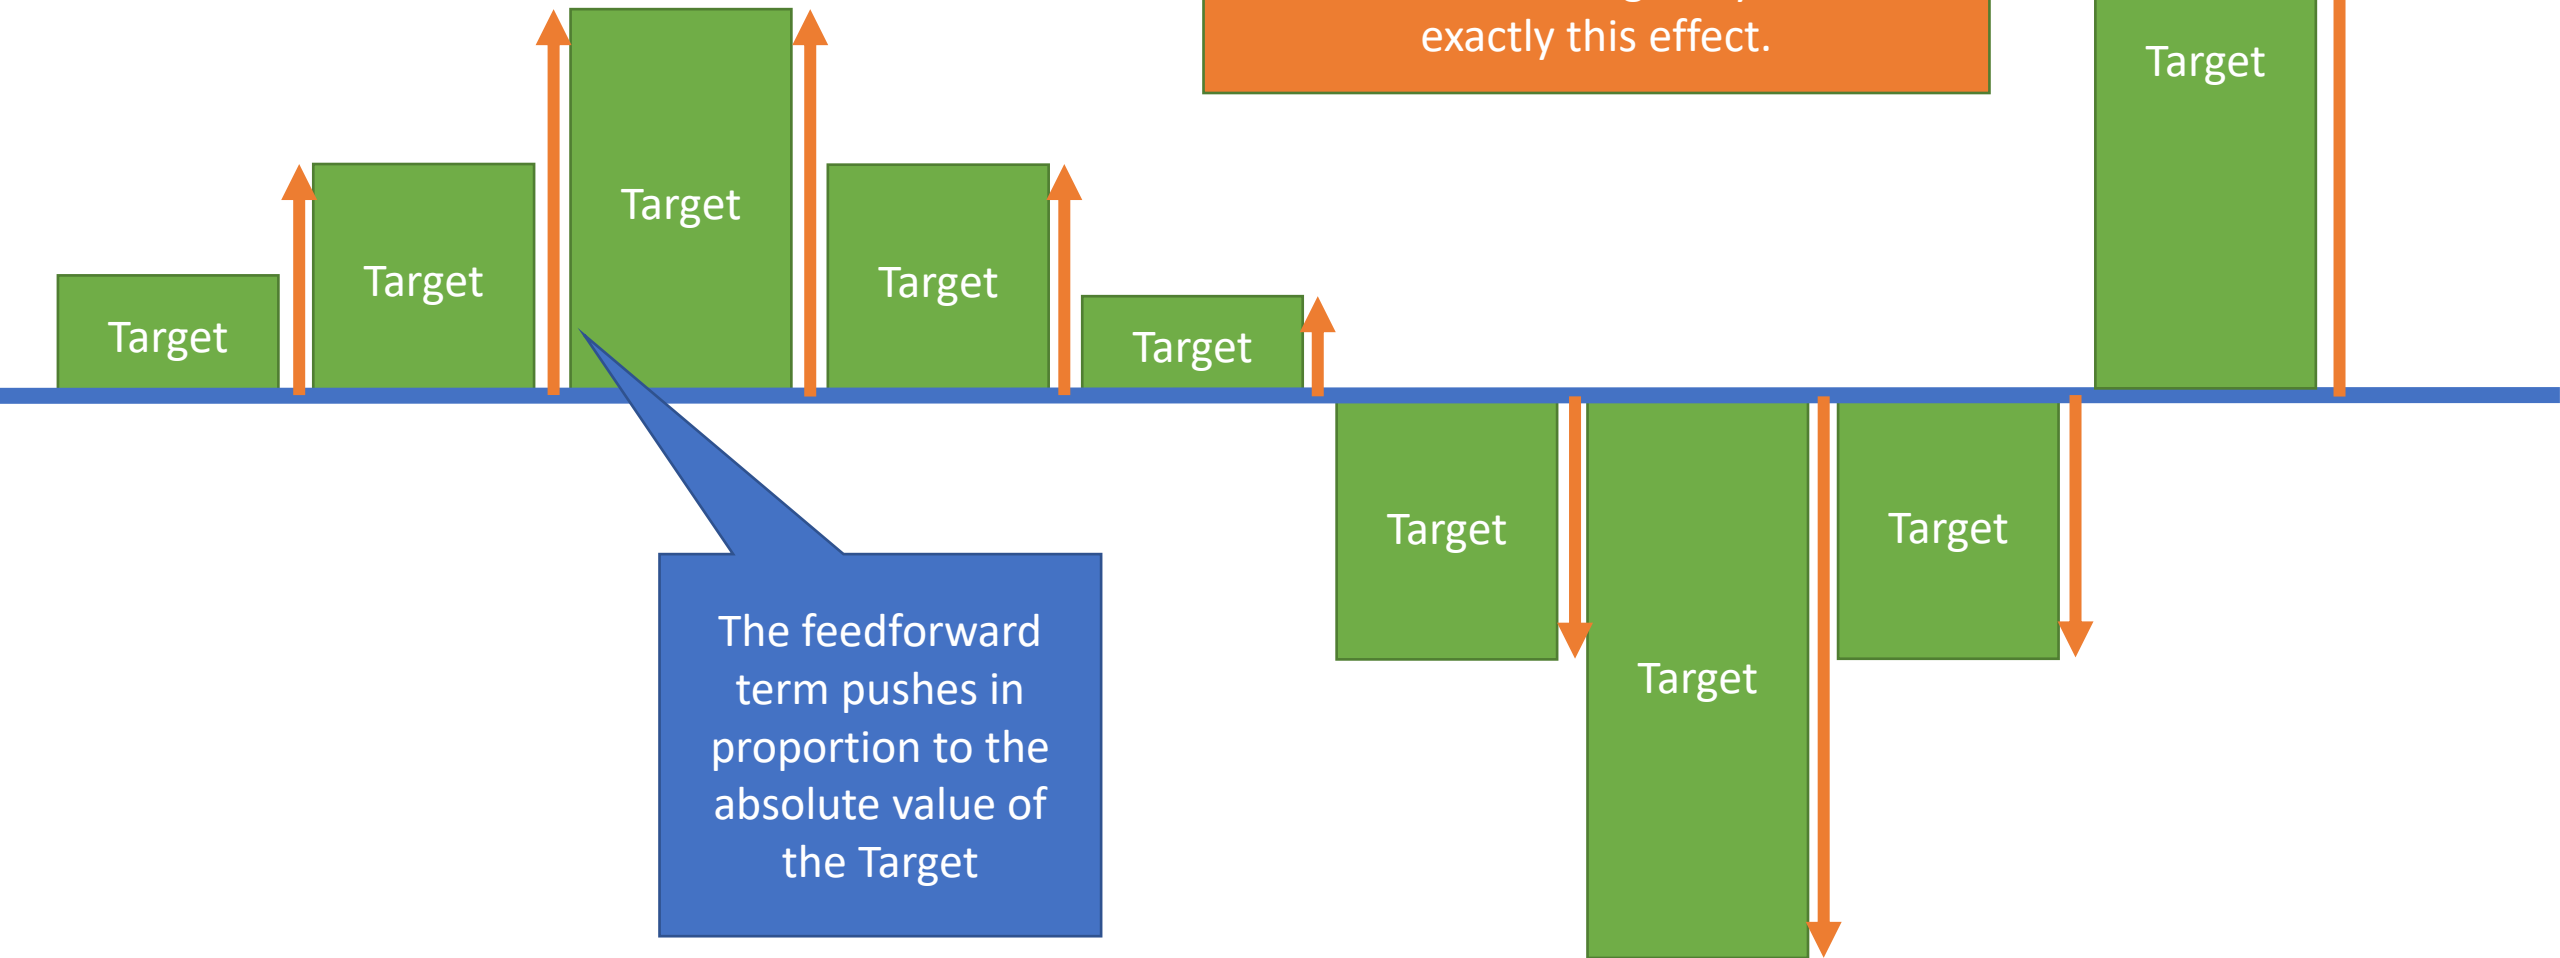 exactly this effect.
Target
Target
Target
Target
Target
Target
Target
Target
Target
The feedforward
term pushes in
proportion to the
absolute value of
the Target